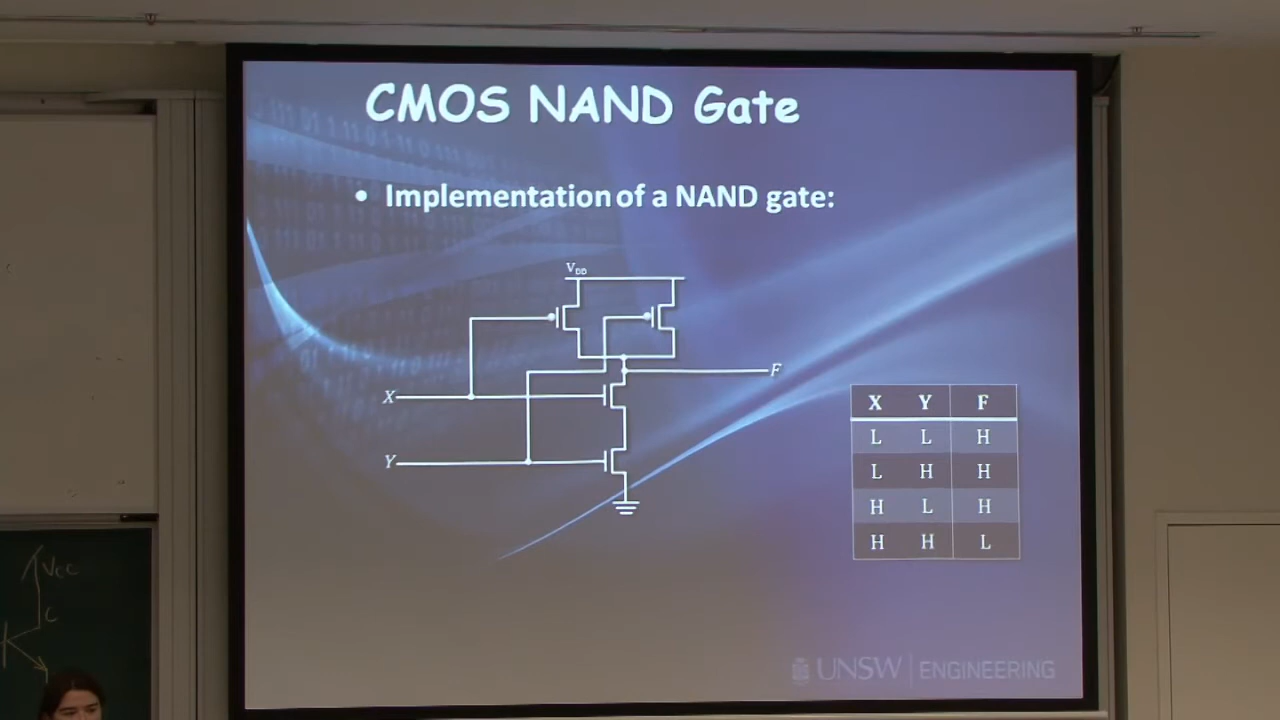 CMOS NAND Gate
• Implementation of a NAND gate:
VDD
F
X
Y
X Y F
L L H
L H H
H L H
H H L
UNSW | ENGINEERING
VCC
C